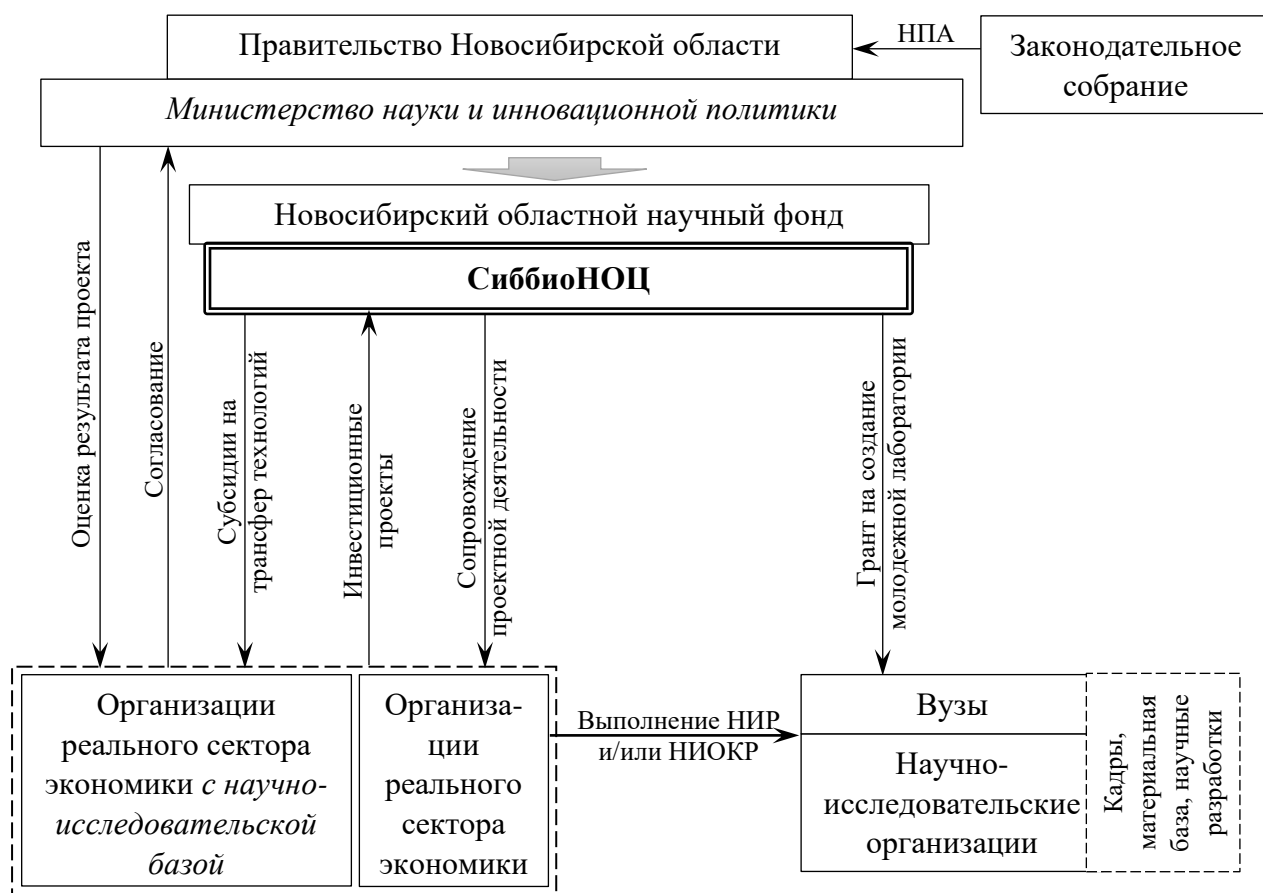 Правительство Новосибирской области
НПА
Законодательное
собрание
Министерство науки и инновационной политики
Новосибирский областной научный фонд
СиббиоНОЦ
Оценка результата проекта
Согласование
Субсидии на
трансфер технологий
Инвестиционные
проекты
Сопровождение
проектной деятельности
Грант на создание
молодежной лаборатории
Организации
реального сектора
экономики с научно-
исследовательской
базой
Организа-
ции
реального
сектора
экономики
Выполнение НИР
и/или НИОКР
Вузы
Научно-
исследовательские
организации
Кадры,
материальная
база, научные
разработки